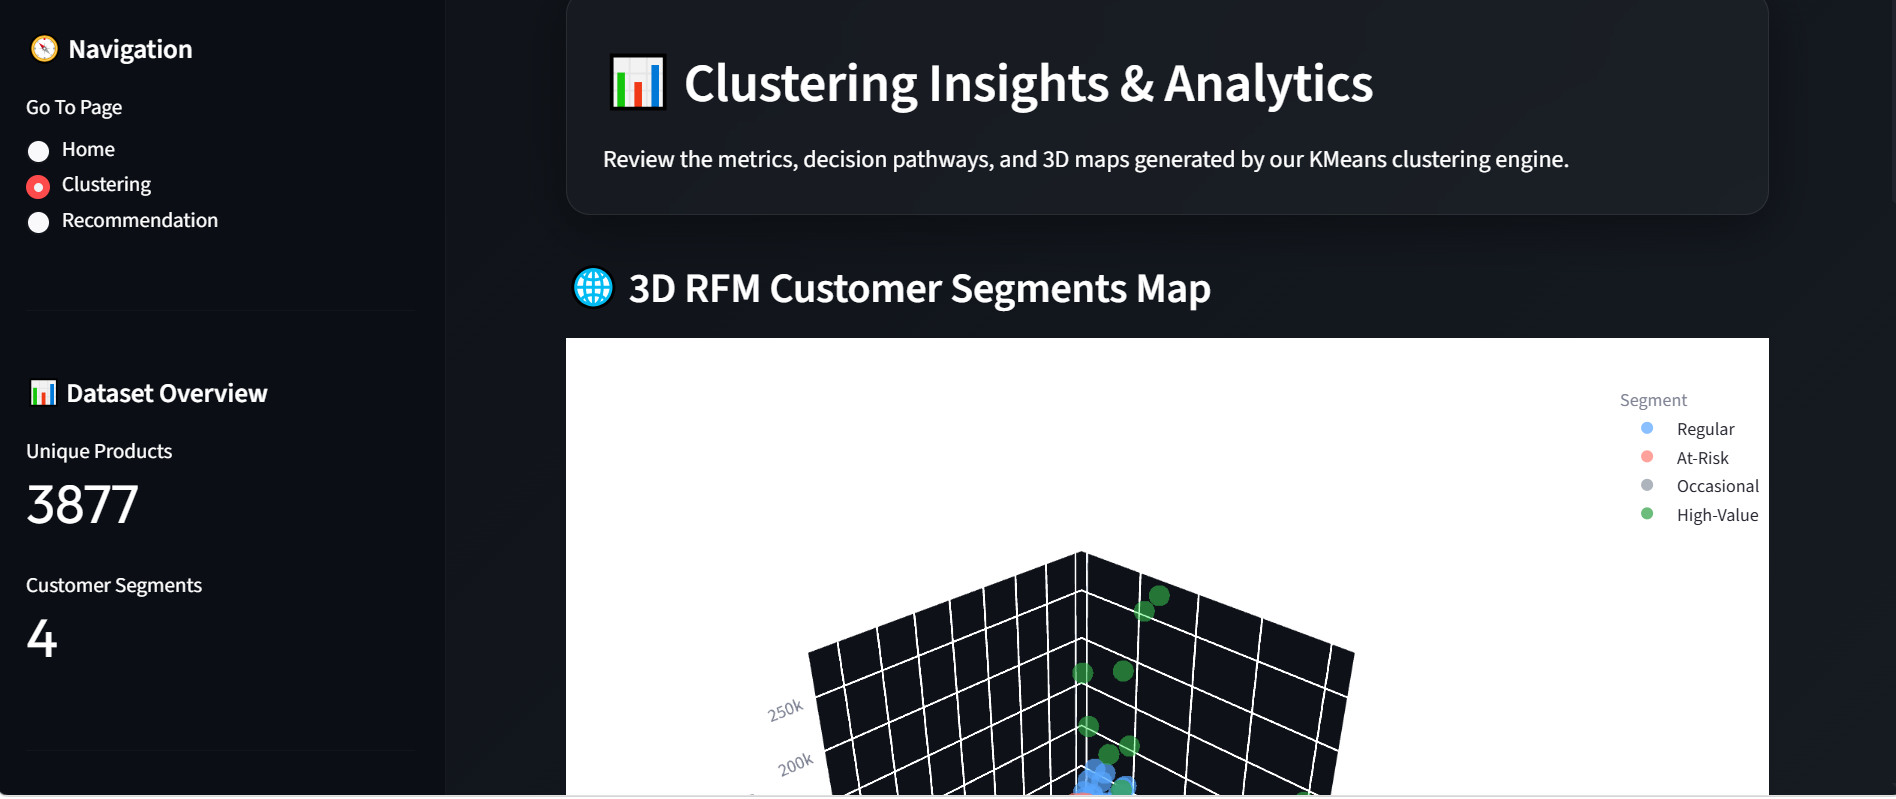 Navigation
Go To Page
Home
Clustering
Recommendation
Dataset Overview
Unique Products
3877
Customer Segments
4
Clustering Insights & Analytics
Review the metrics, decision pathways, and 3D maps generated by our KMeans clustering engine.
3D RFM Customer Segments Map
Segment
Regular
At-Risk
Occasional
High-Value
250k
200k